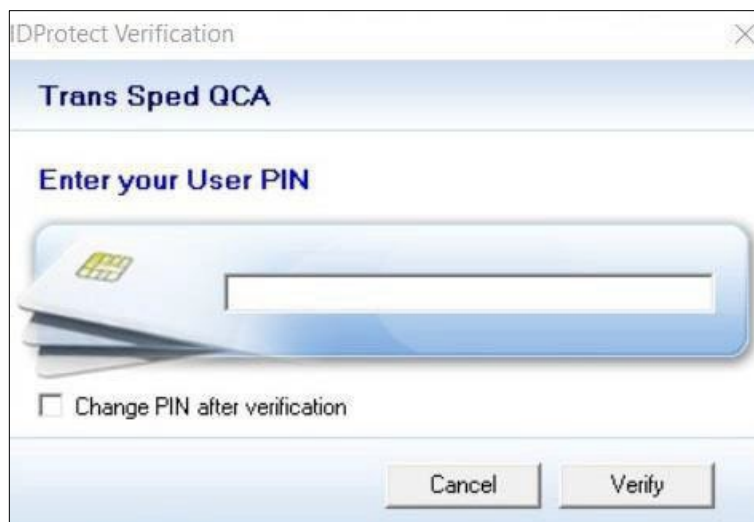 IDProtect Verification
Trans Sped QCA
Enter your User PIN
Change PIN after verification
Cancel
Verify